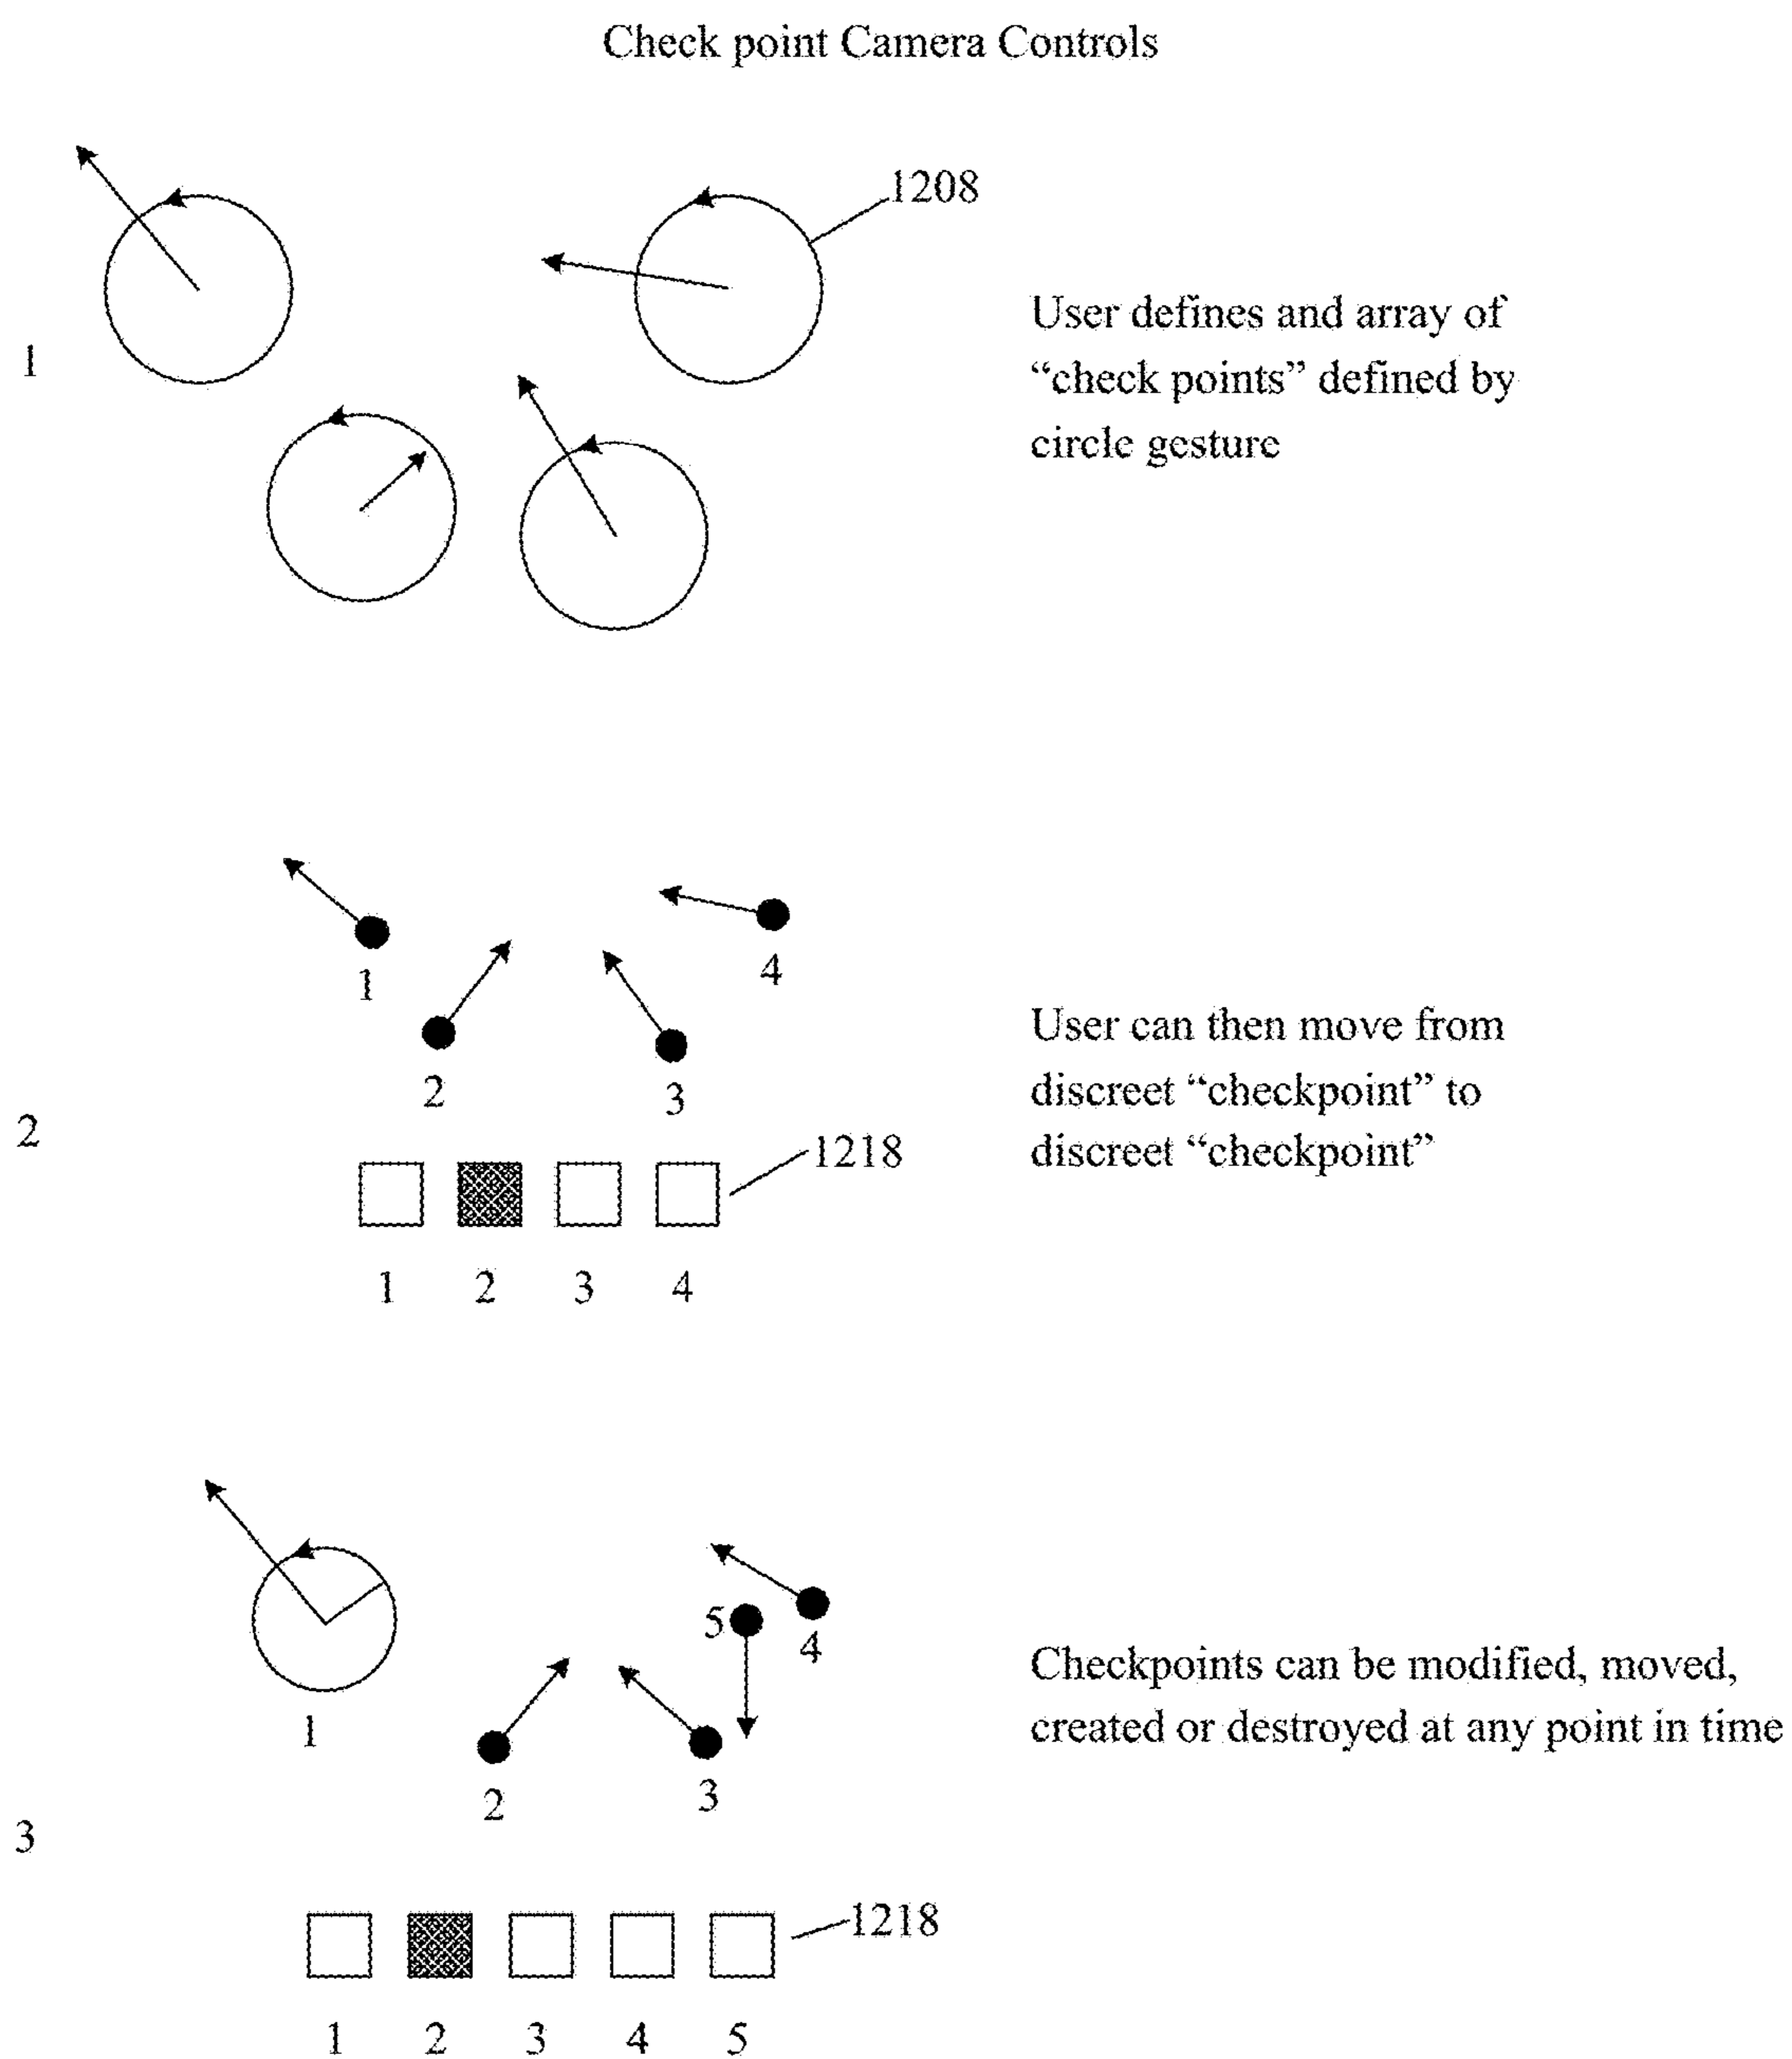 Check point Camera Controls
1208
1
User defines and array of
“check points” defined by
circle gesture
1
4
2
3
2
1218
User can then move from
discreet “checkpoint” to
discreet “checkpoint”
1 2 3 4
5
4
1
2
3
3
Checkpoints can be modified, moved,
created or destroyed at any point in time
1218
1 2 3 4 5